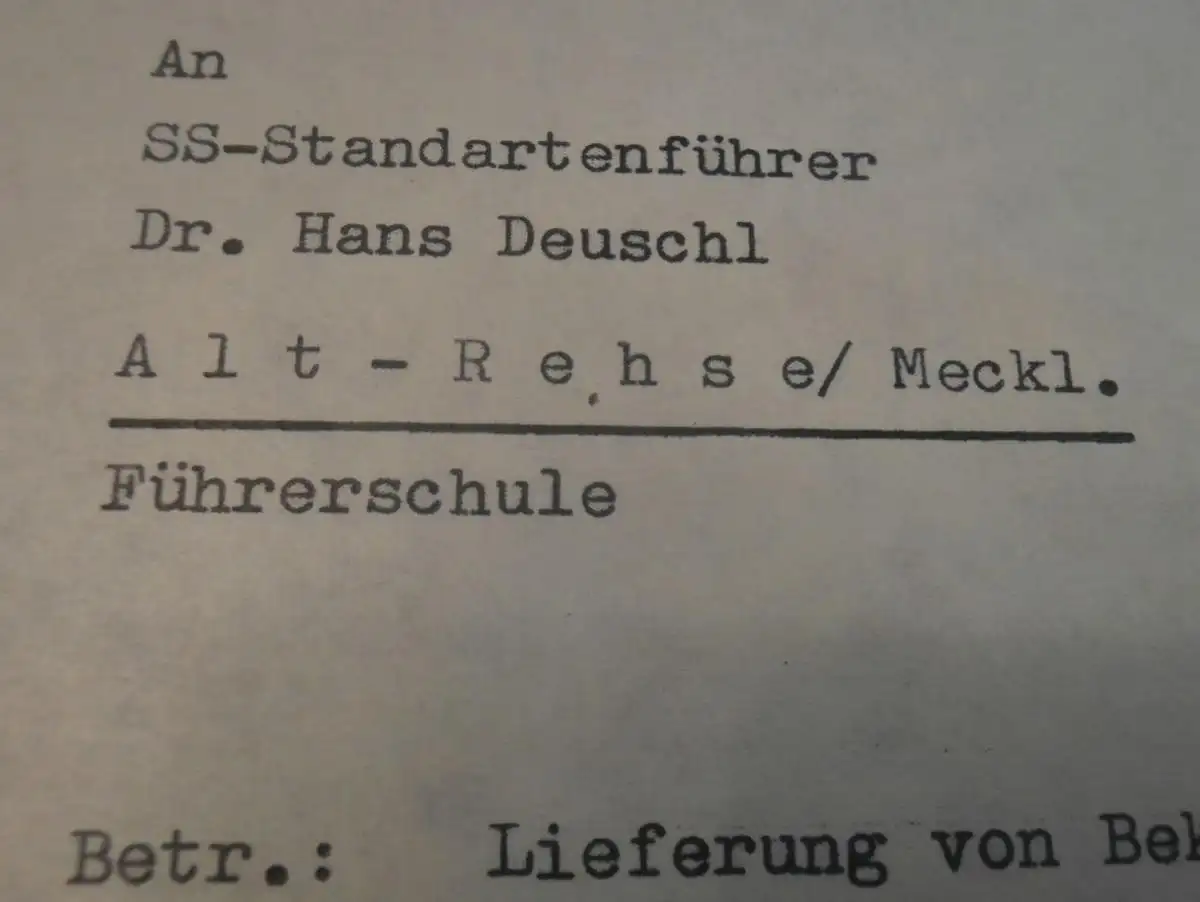 An
SS-Standartenführer
Dr. Hans Deuschl
A l t - R e h s e/ Meckl.
Führerschule
Betr.: Lieferung von